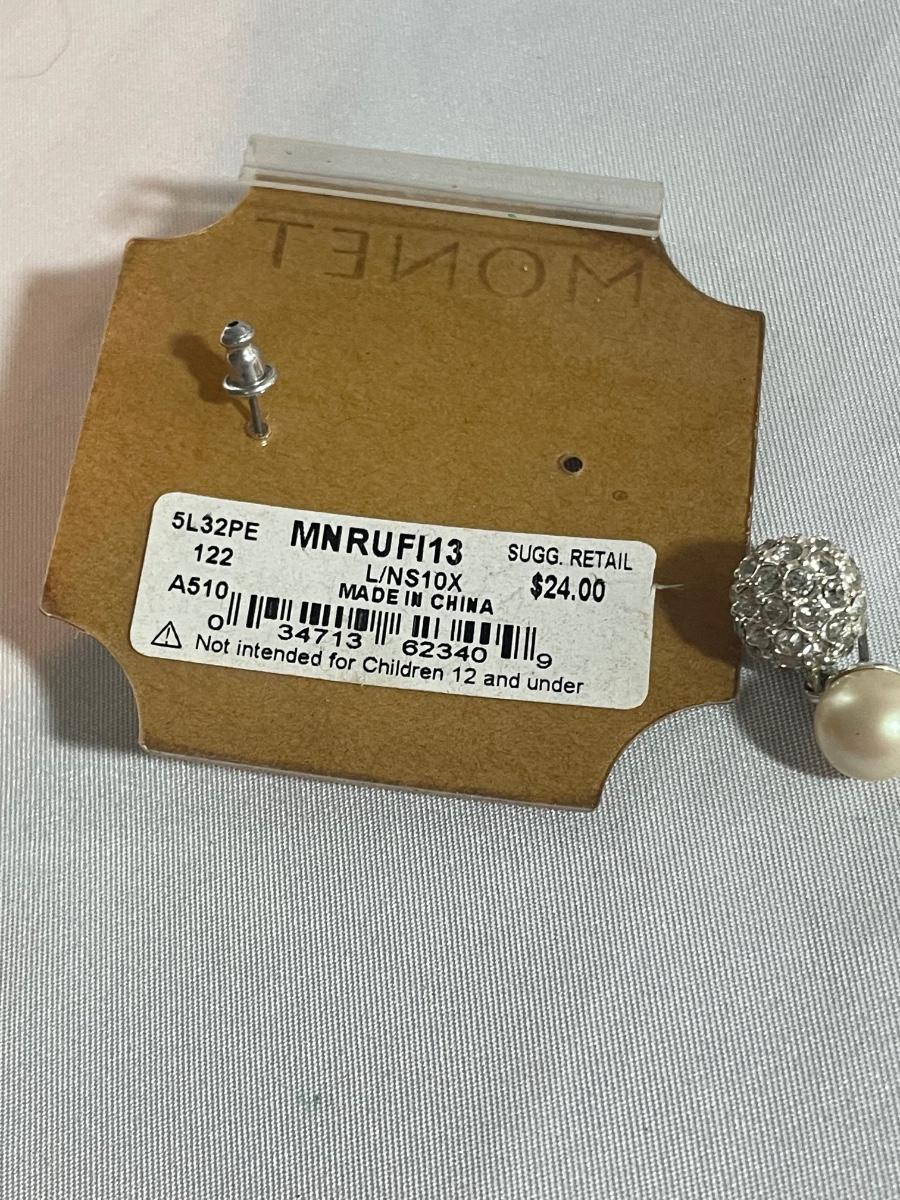 MONET
5L32PE
122
A510
MNRUFI13
L/NS10X
MADE IN CHINA
SUGG. RETAIL
$24.00
0 34713 62340 9
⚠ Not intended for Children 12 and under